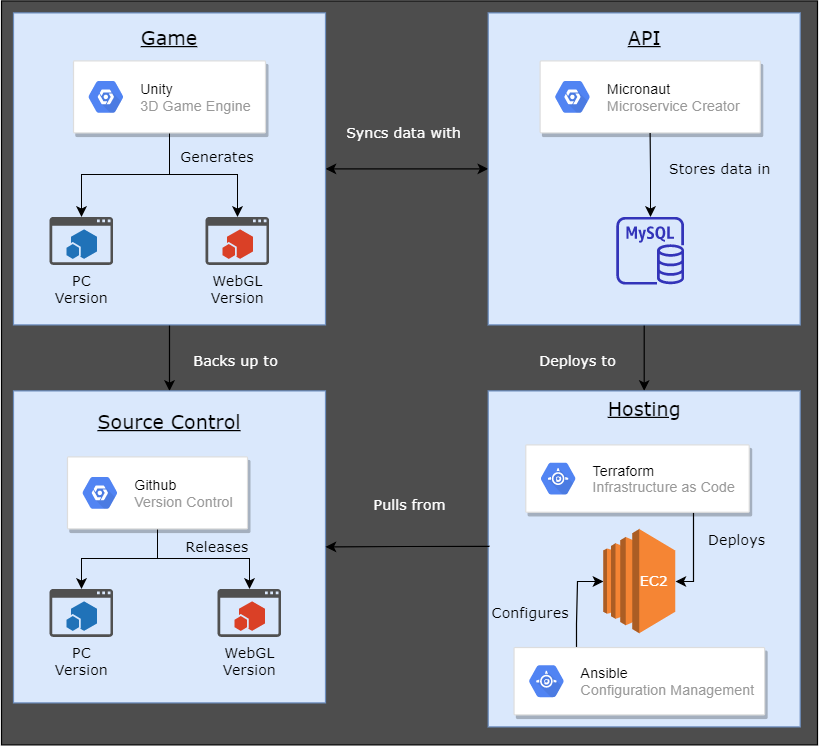 Game
Unity
3D Game Engine
Generates
PC
Version
WebGL
Version
Syncs data with
API
Micronaut
Microservice Creator
Stores data in
MySQL
Backs up to
Deploys to
Source Control
Github
Version Control
Releases
PC
Version
WebGL
Version
Pulls from
Hosting
Terraform
Infrastructure as Code
Deploys
EC2
Configures
Ansible
Configuration Management